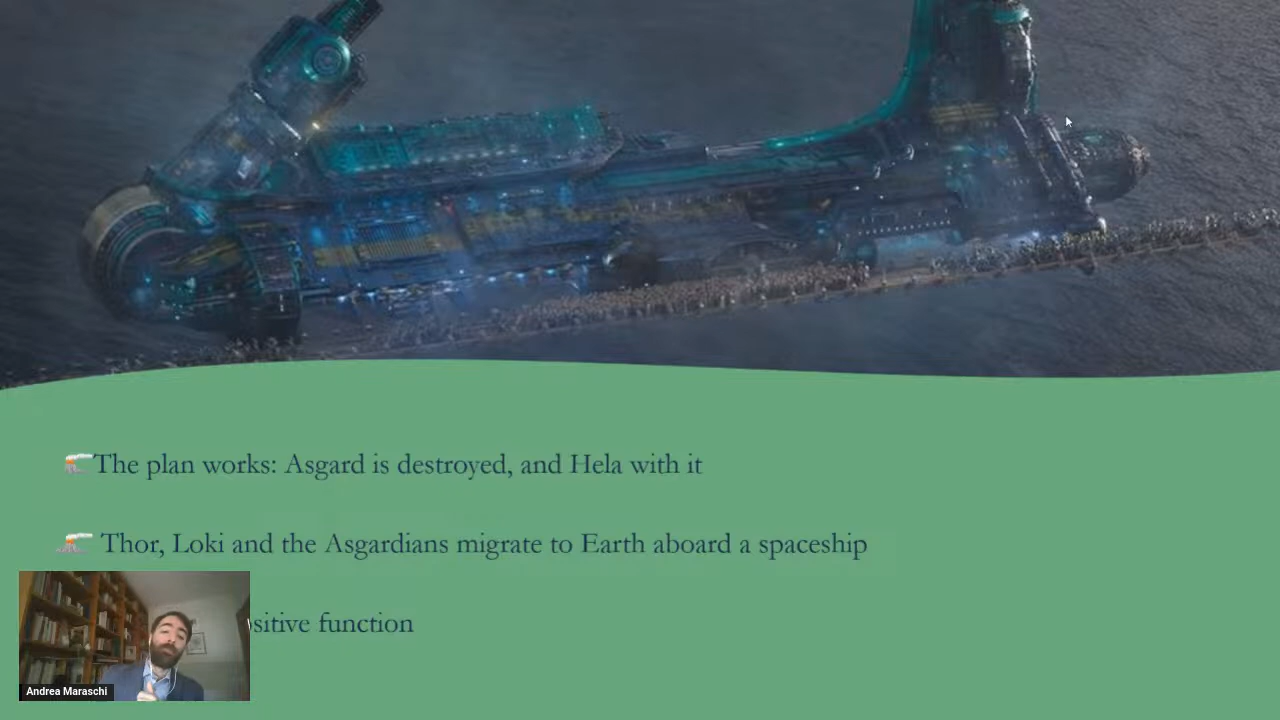 The plan works: Asgard is destroyed, and Hela with it
Thor, Loki and the Asgardians migrate to Earth aboard a spaceship
function
Andrea Maraschi